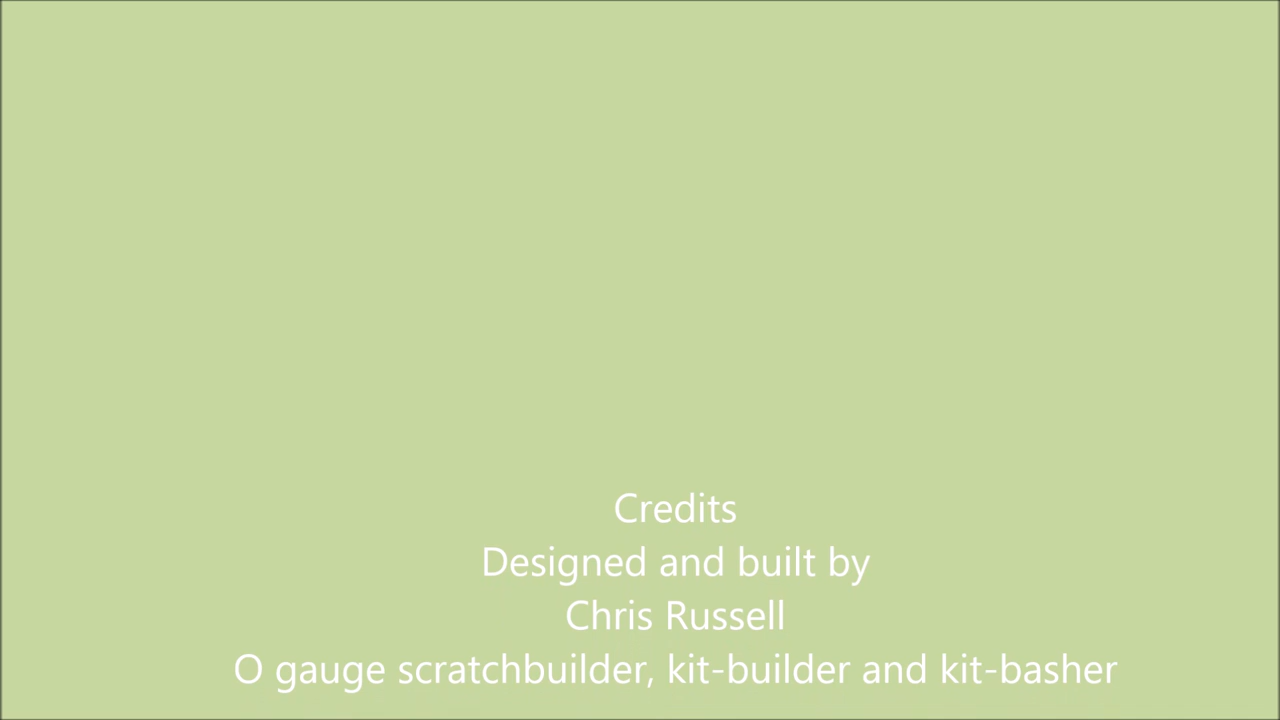 Credits
Designed and built by
Chris Russell
O gauge scratchbuilder, kit-builder and kit-basher